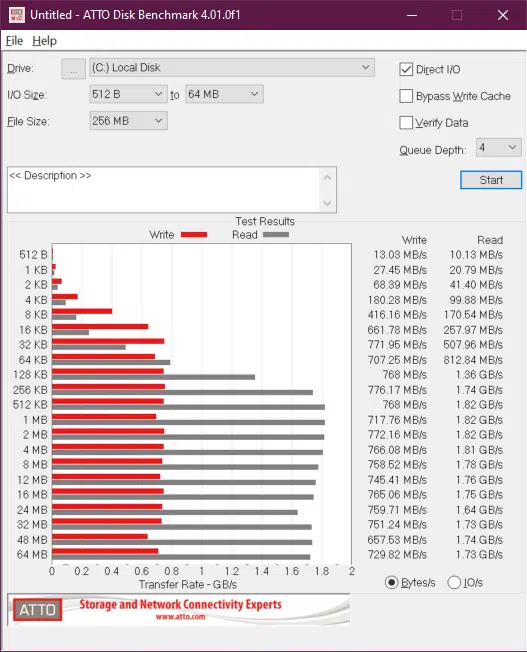 Untitled - ATTO Disk Benchmark 4.01.0f1
File Help
Drive: ... (C:) Local Disk
Direct I/O
I/O Size: 512 B to 64 MB
Bypass Write Cache
File Size: 256 MB
Verify Data
Queue Depth: 4
<< Description >>
Start
Test Results
Write Read
Write Read
512 B 13.03 MB/s 10.13 MB/s
1 KB 27.45 MB/s 20.79 MB/s
2 KB 68.39 MB/s 41.40 MB/s
4 KB 180.28 MB/s 99.88 MB/s
8 KB 416.16 MB/s 170.54 MB/s
16 KB 661.78 MB/s 257.97 MB/s
32 KB 771.95 MB/s 507.96 MB/s
64 KB 707.25 MB/s 812.84 MB/s
128 KB 768 MB/s 1.36 GB/s
256 KB 776.17 MB/s 1.74 GB/s
512 KB 768 MB/s 1.82 GB/s
1 MB 717.76 MB/s 1.82 GB/s
2 MB 772.16 MB/s 1.82 GB/s
4 MB 766.08 MB/s 1.81 GB/s
8 MB 758.52 MB/s 1.78 GB/s
12 MB 745.41 MB/s 1.76 GB/s
16 MB 765.06 MB/s 1.75 GB/s
24 MB 759.71 MB/s 1.64 GB/s
32 MB 751.24 MB/s 1.73 GB/s
48 MB 657.53 MB/s 1.74 GB/s
64 MB 729.82 MB/s 1.73 GB/s
0 0.2 0.4 0.6 0.8 1 1.2 1.4 1.6 1.8 2
Transfer Rate - GB/s
Bytes/s IO/s
ATTO Storage and Network Connectivity Experts
www.atto.com